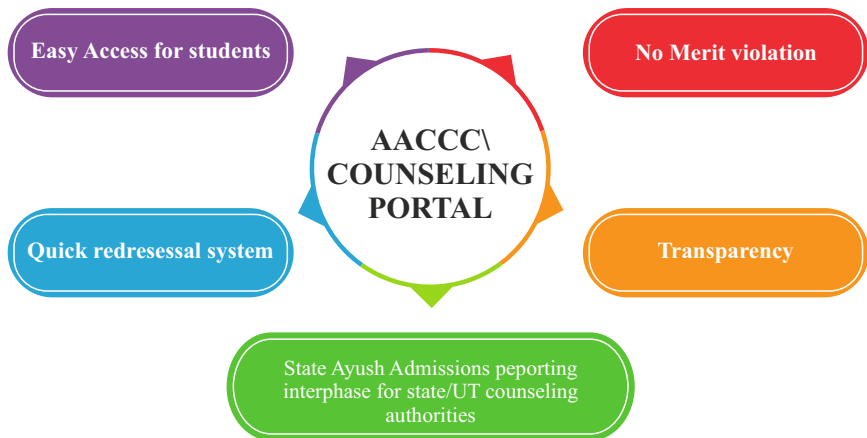 Easy Access for students
No Merit violation
AACCC\
COUNSELING
PORTAL
Quick redresessal system
Transparency
State Ayush Admissions peporting
interphase for state/UT counseling
authorities